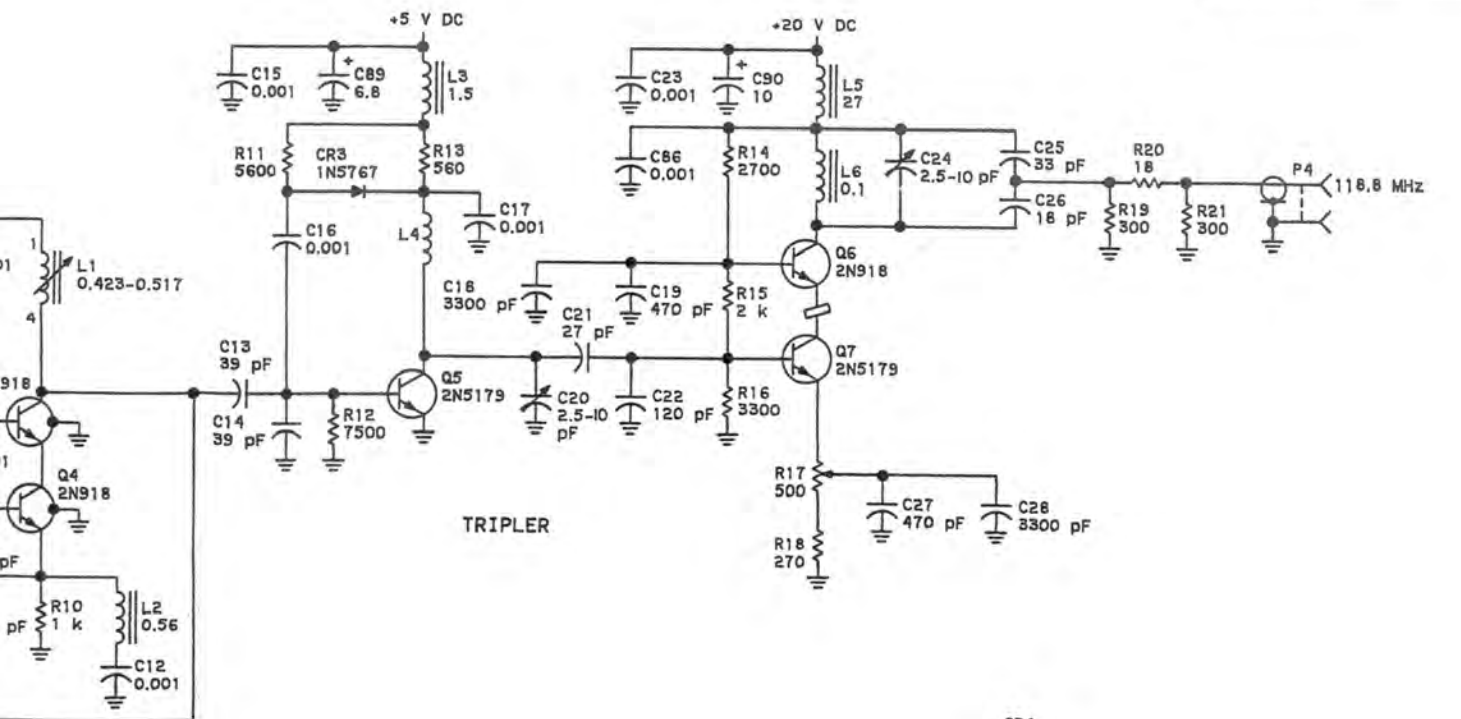 +5 V DC
+20 V DC
C15
0.001
+
C89
6.8
L3
1.5
C23
0.001
+
C90
10
L5
27
R11
5600
CR3
1N5767
R13
560
C86
0.001
R14
2700
L6
0.1
C24
2.5-10 pF
C25
33 pF
R20
18
P4
118.8 MHz
C26
18 pF
R19
300
R21
300
C16
0.001
L4
C17
0.001
1
L1
0.423-0.517
4
C18
3300 pF
C19
470 pF
R15
2 k
Q6
2N918
C21
27 pF
C13
39 pF
Q7
2N5179
918
C14
39 pF
R12
7500
Q5
2N5179
C20
2.5-10
pF
C22
120 pF
R16
3300
Q4
2N918
TRIPLER
R17
500
C27
470 pF
C28
3300 pF
R18
270
pF
pF
R10
1 k
L2
0.56
C12
0.001